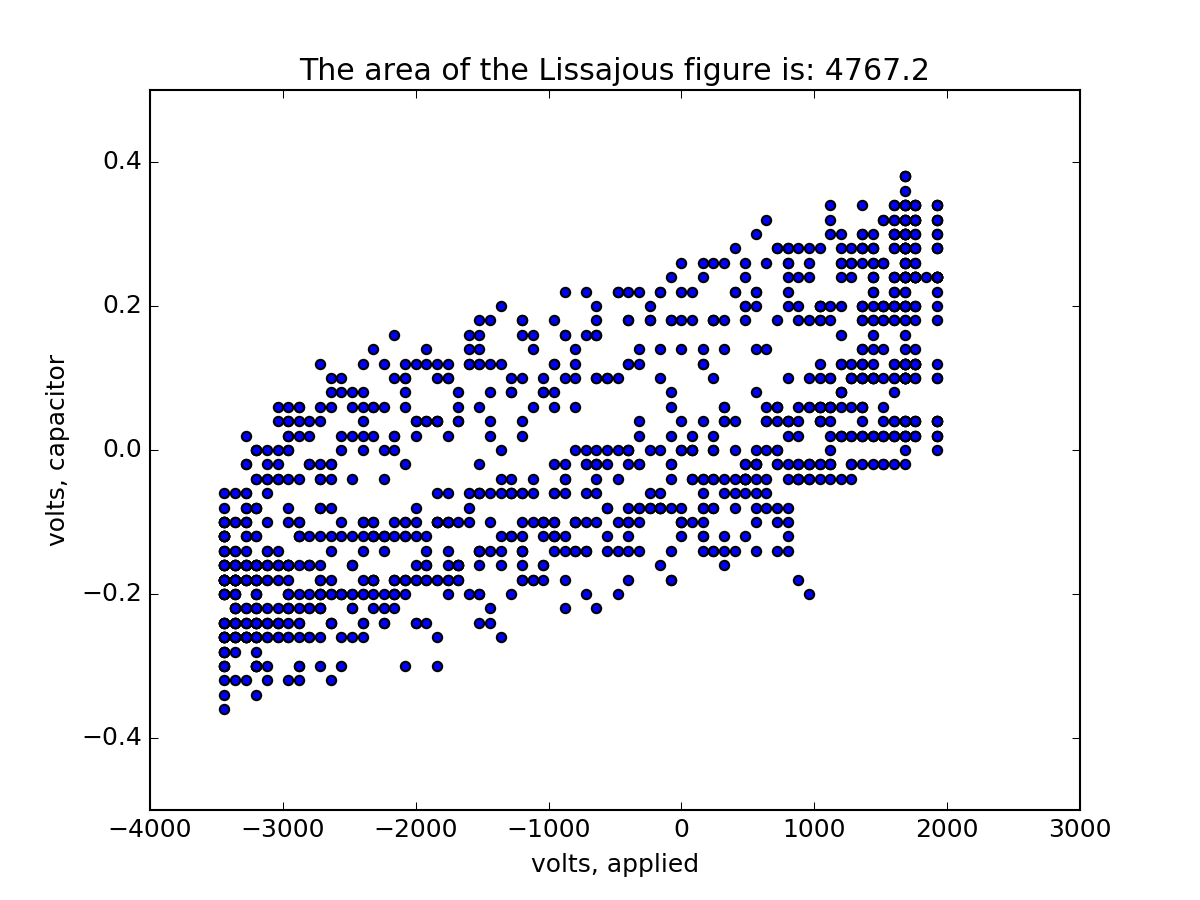 The area of the Lissajous figure is: 4767.2
0.4
0.2
0.0
−0.2
−0.4
volts, capacitor
−4000 −3000 −2000 −1000 0 1000 2000 3000
volts, applied